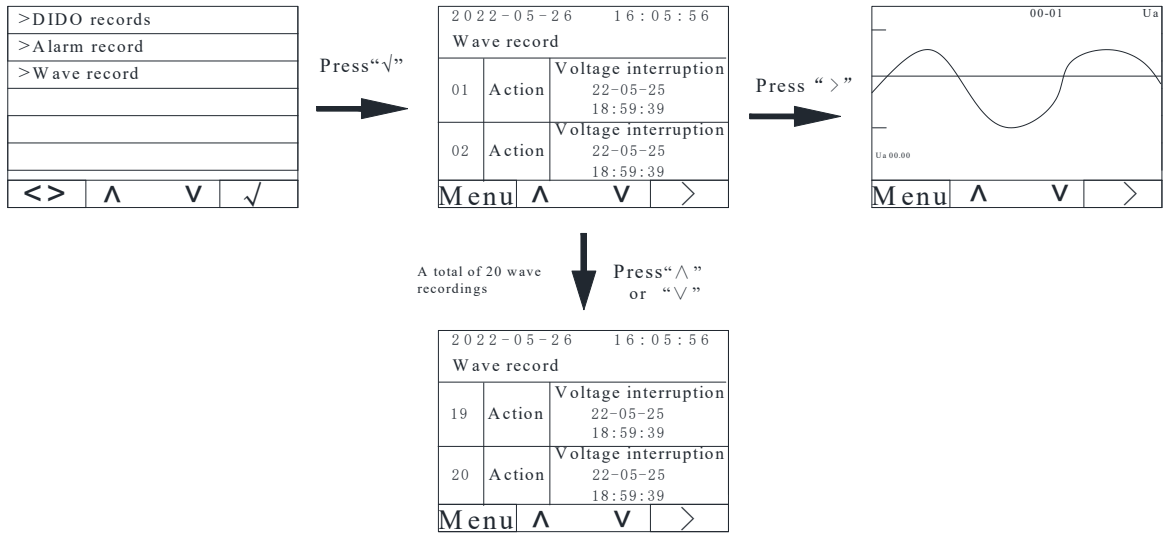 >DIDO records
>Alarm record
>Wave record
<> ∧ ∨ √
Press“√”
2022-05-26 16:05:56
Wave record
01 Action Voltage interruption
22-05-25
18:59:39
02 Action Voltage interruption
22-05-25
18:59:39
Menu ∧ ∨ >
Press “>”
00-01 Ua
Ua 00.00
Menu ∧ ∨ >
A total of 20 wave
recordings
Press“∧”
or “∨”
2022-05-26 16:05:56
Wave record
19 Action Voltage interruption
22-05-25
18:59:39
20 Action Voltage interruption
22-05-25
18:59:39
Menu ∧ ∨ >